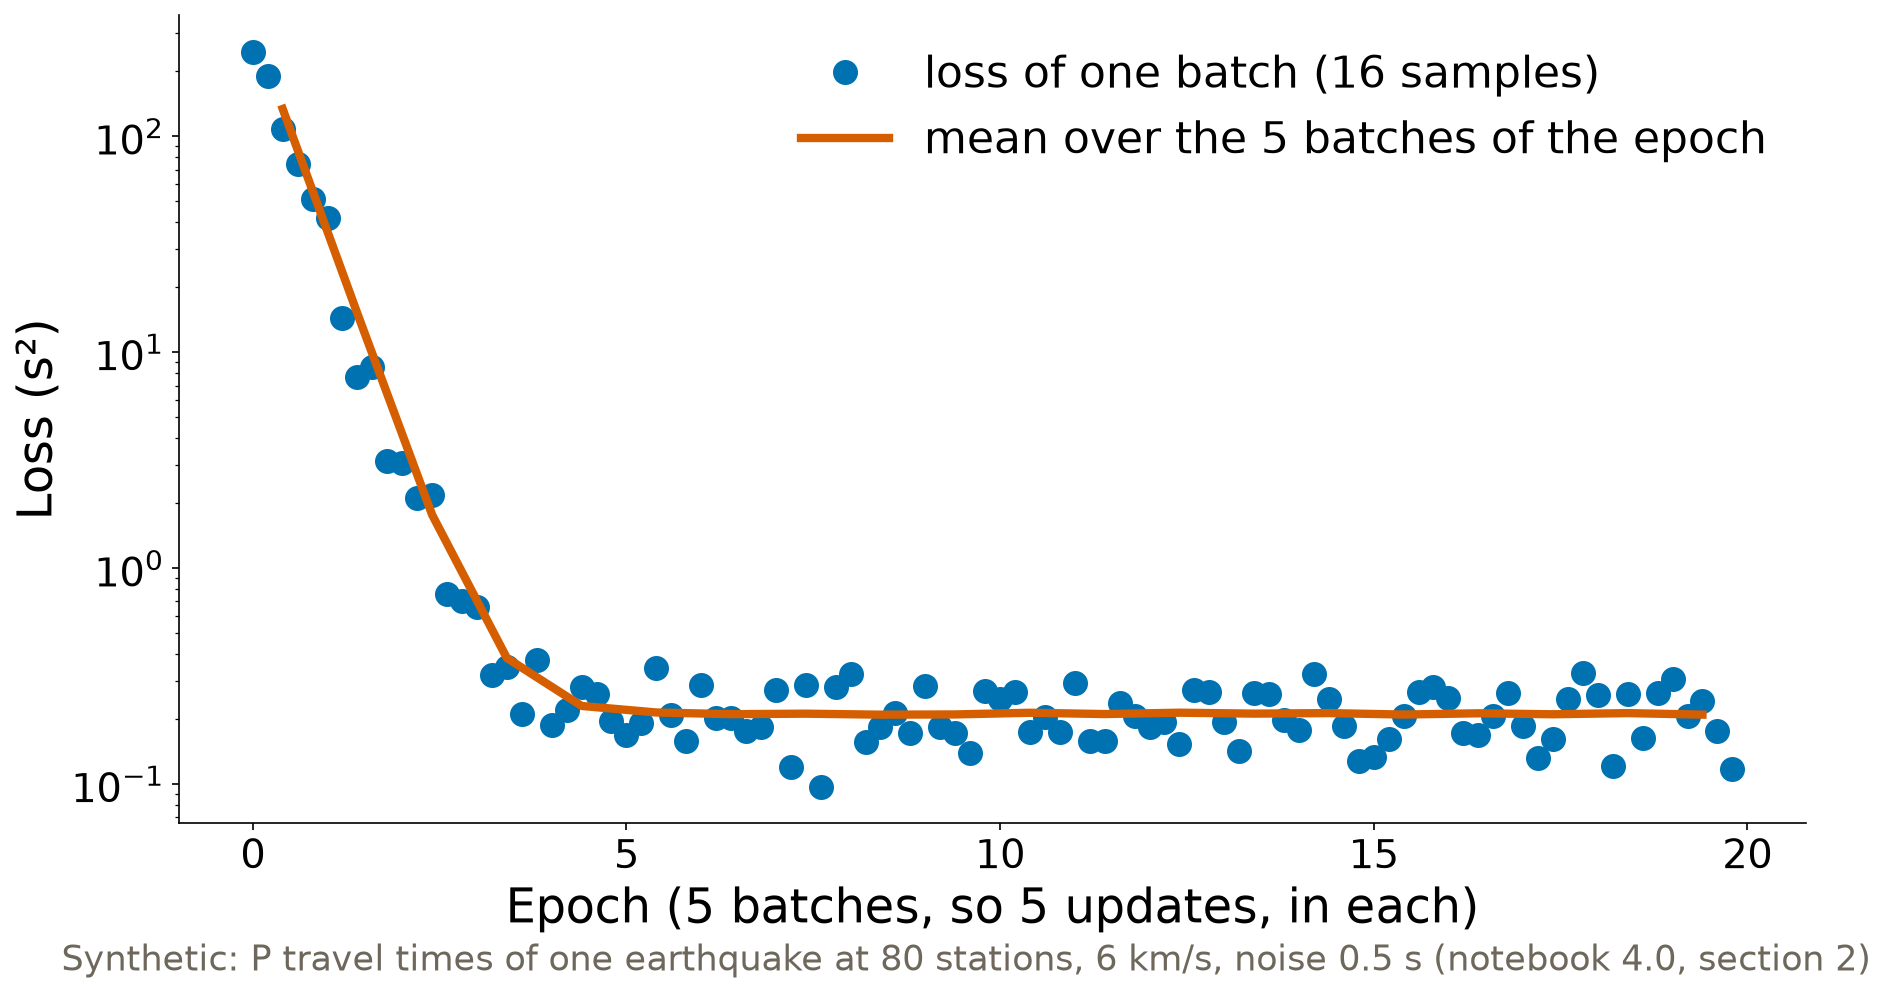 loss of one batch (16 samples)
mean over the 5 batches of the epoch
Loss (s²)
10²
10¹
10⁰
10⁻¹
0 5 10 15 20
Epoch (5 batches, so 5 updates, in each)
Synthetic: P travel times of one earthquake at 80 stations, 6 km/s, noise 0.5 s (notebook 4.0, section 2)